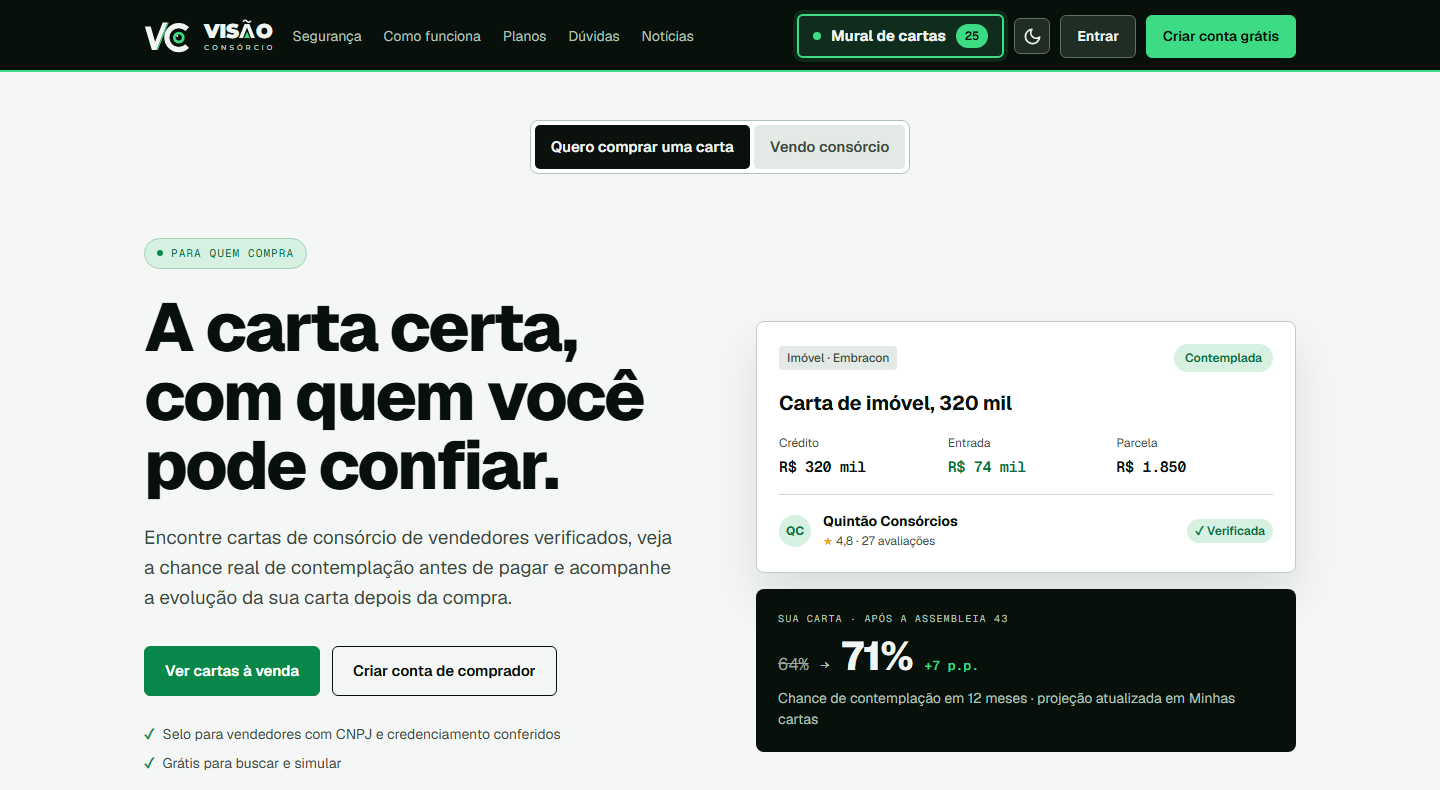 VC VISÃO
CONSÓRCIO
Segurança
Como funciona
Planos
Dúvidas
Notícias
Mural de cartas 25
Entrar
Criar conta grátis
Quero comprar uma carta
Vendo consórcio
PARA QUEM COMPRA
A carta certa,
com quem você
pode confiar.
Encontre cartas de consórcio de vendedores verificados, veja
a chance real de contemplação antes de pagar e acompanhe
a evolução da sua carta depois da compra.
Ver cartas à venda
Criar conta de comprador
✓ Selo para vendedores com CNPJ e credenciamento conferidos
✓ Grátis para buscar e simular
Imóvel · Embracon
Contemplada
Carta de imóvel, 320 mil
Crédito
R$ 320 mil
Entrada
R$ 74 mil
Parcela
R$ 1.850
QC
Quintão Consórcios
★ 4,8 · 27 avaliações
✓ Verificada
SUA CARTA · APÓS A ASSEMBLEIA 43
64% → 71% +7 p.p.
Chance de contemplação em 12 meses · projeção atualizada em Minhas
cartas